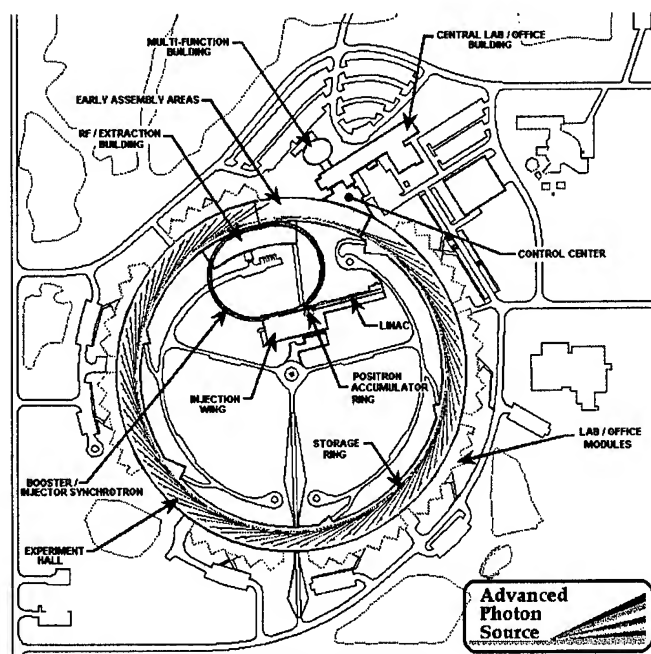 MULTI-FUNCTION
BUILDING
CENTRAL LAB / OFFICE
BUILDING
EARLY ASSEMBLY AREAS
RF / EXTRACTION
BUILDING
CONTROL CENTER
LINAC
INJECTION
WING
POSITRON
ACCUMULATOR
RING
BOOSTER /
INJECTOR SYNCHROTRON
STORAGE
RING
LAB / OFFICE
MODULES
EXPERIMENT
HALL
Advanced
Photon
Source